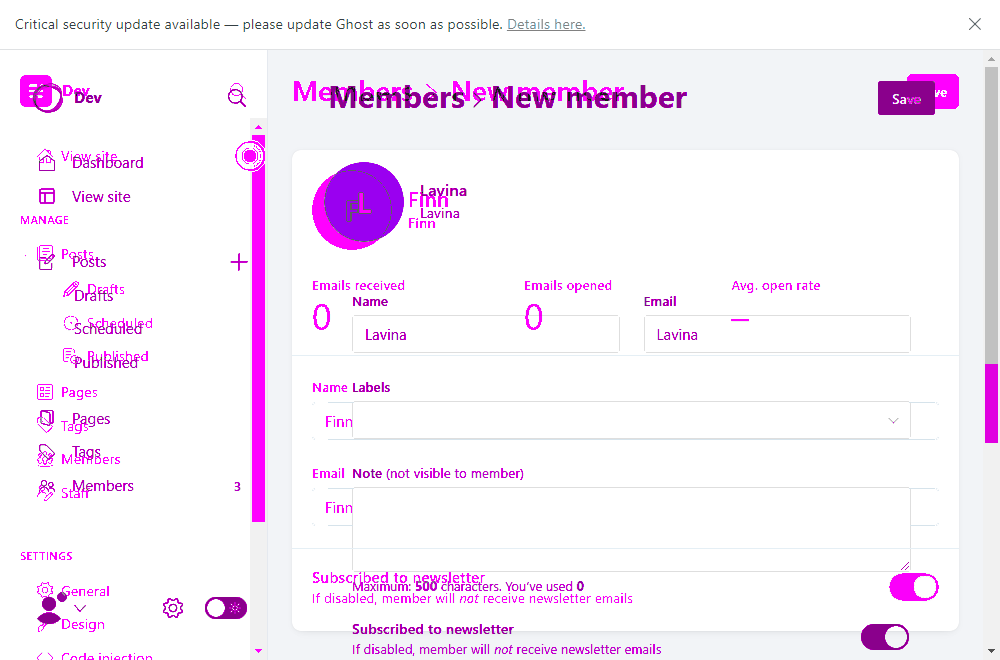 Critical security update available — please update Ghost as soon as possible. Details here.
Dev
Dev
Members > New member
Members > New member
Save
Save
View site
Dashboard
View site
MANAGE
Posts
Posts
Drafts
Drafts
Scheduled
Scheduled
Published
Published
Pages
Pages
Tags
Tags
Members
Members 3
Staff
SETTINGS
General
Design
Code injection
FL
Lavina
Finn
Lavina
Finn
Emails received
0
Emails opened
0
Avg. open rate
—
Name
Lavina
Email
Lavina
Name
Labels
Finn
Email
Note (not visible to member)
Finn
Subscribed to newsletter
Maximum: 500 characters. You've used 0
If disabled, member will not receive newsletter emails
Subscribed to newsletter
If disabled, member will not receive newsletter emails